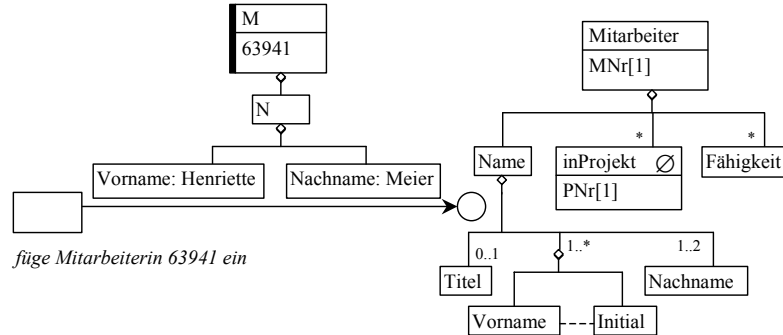 M
63941
N
Vorname: Henriette
Nachname: Meier
füge Mitarbeiterin 63941 ein
Mitarbeiter
MNr[1]
*
*
Name
inProjekt ∅
Fähigkeit
PNr[1]
0..1
1..*
1..2
Titel
Nachname
Vorname
Initial